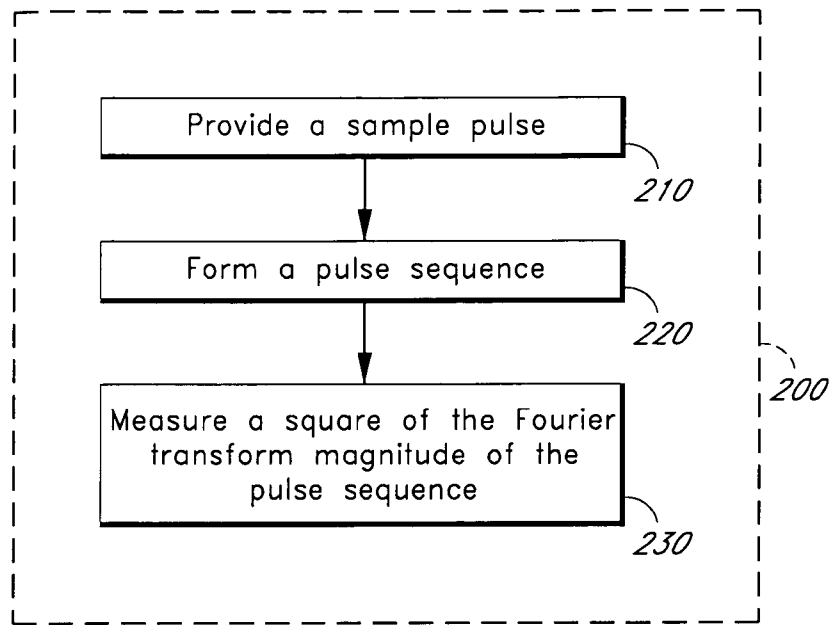 Provide a sample pulse
210
Form a pulse sequence
220
200
Measure a square of the Fourier
transform magnitude of the
pulse sequence
230